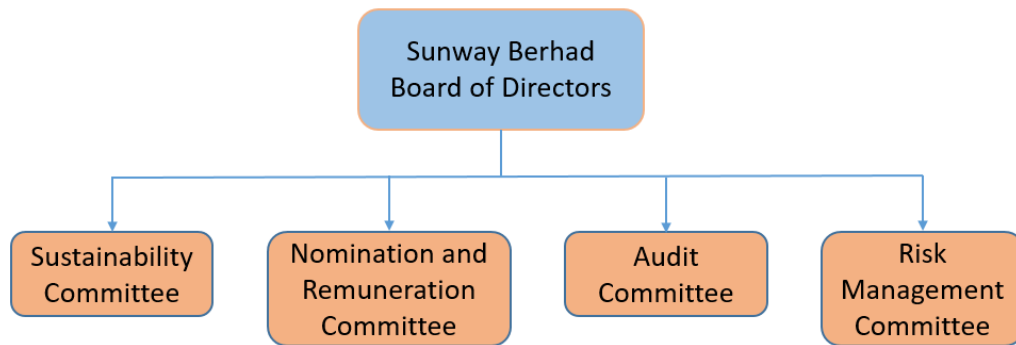 Sunway Berhad
Board of Directors
Sustainability
Committee
Nomination and
Remuneration
Committee
Audit
Committee
Risk
Management
Committee